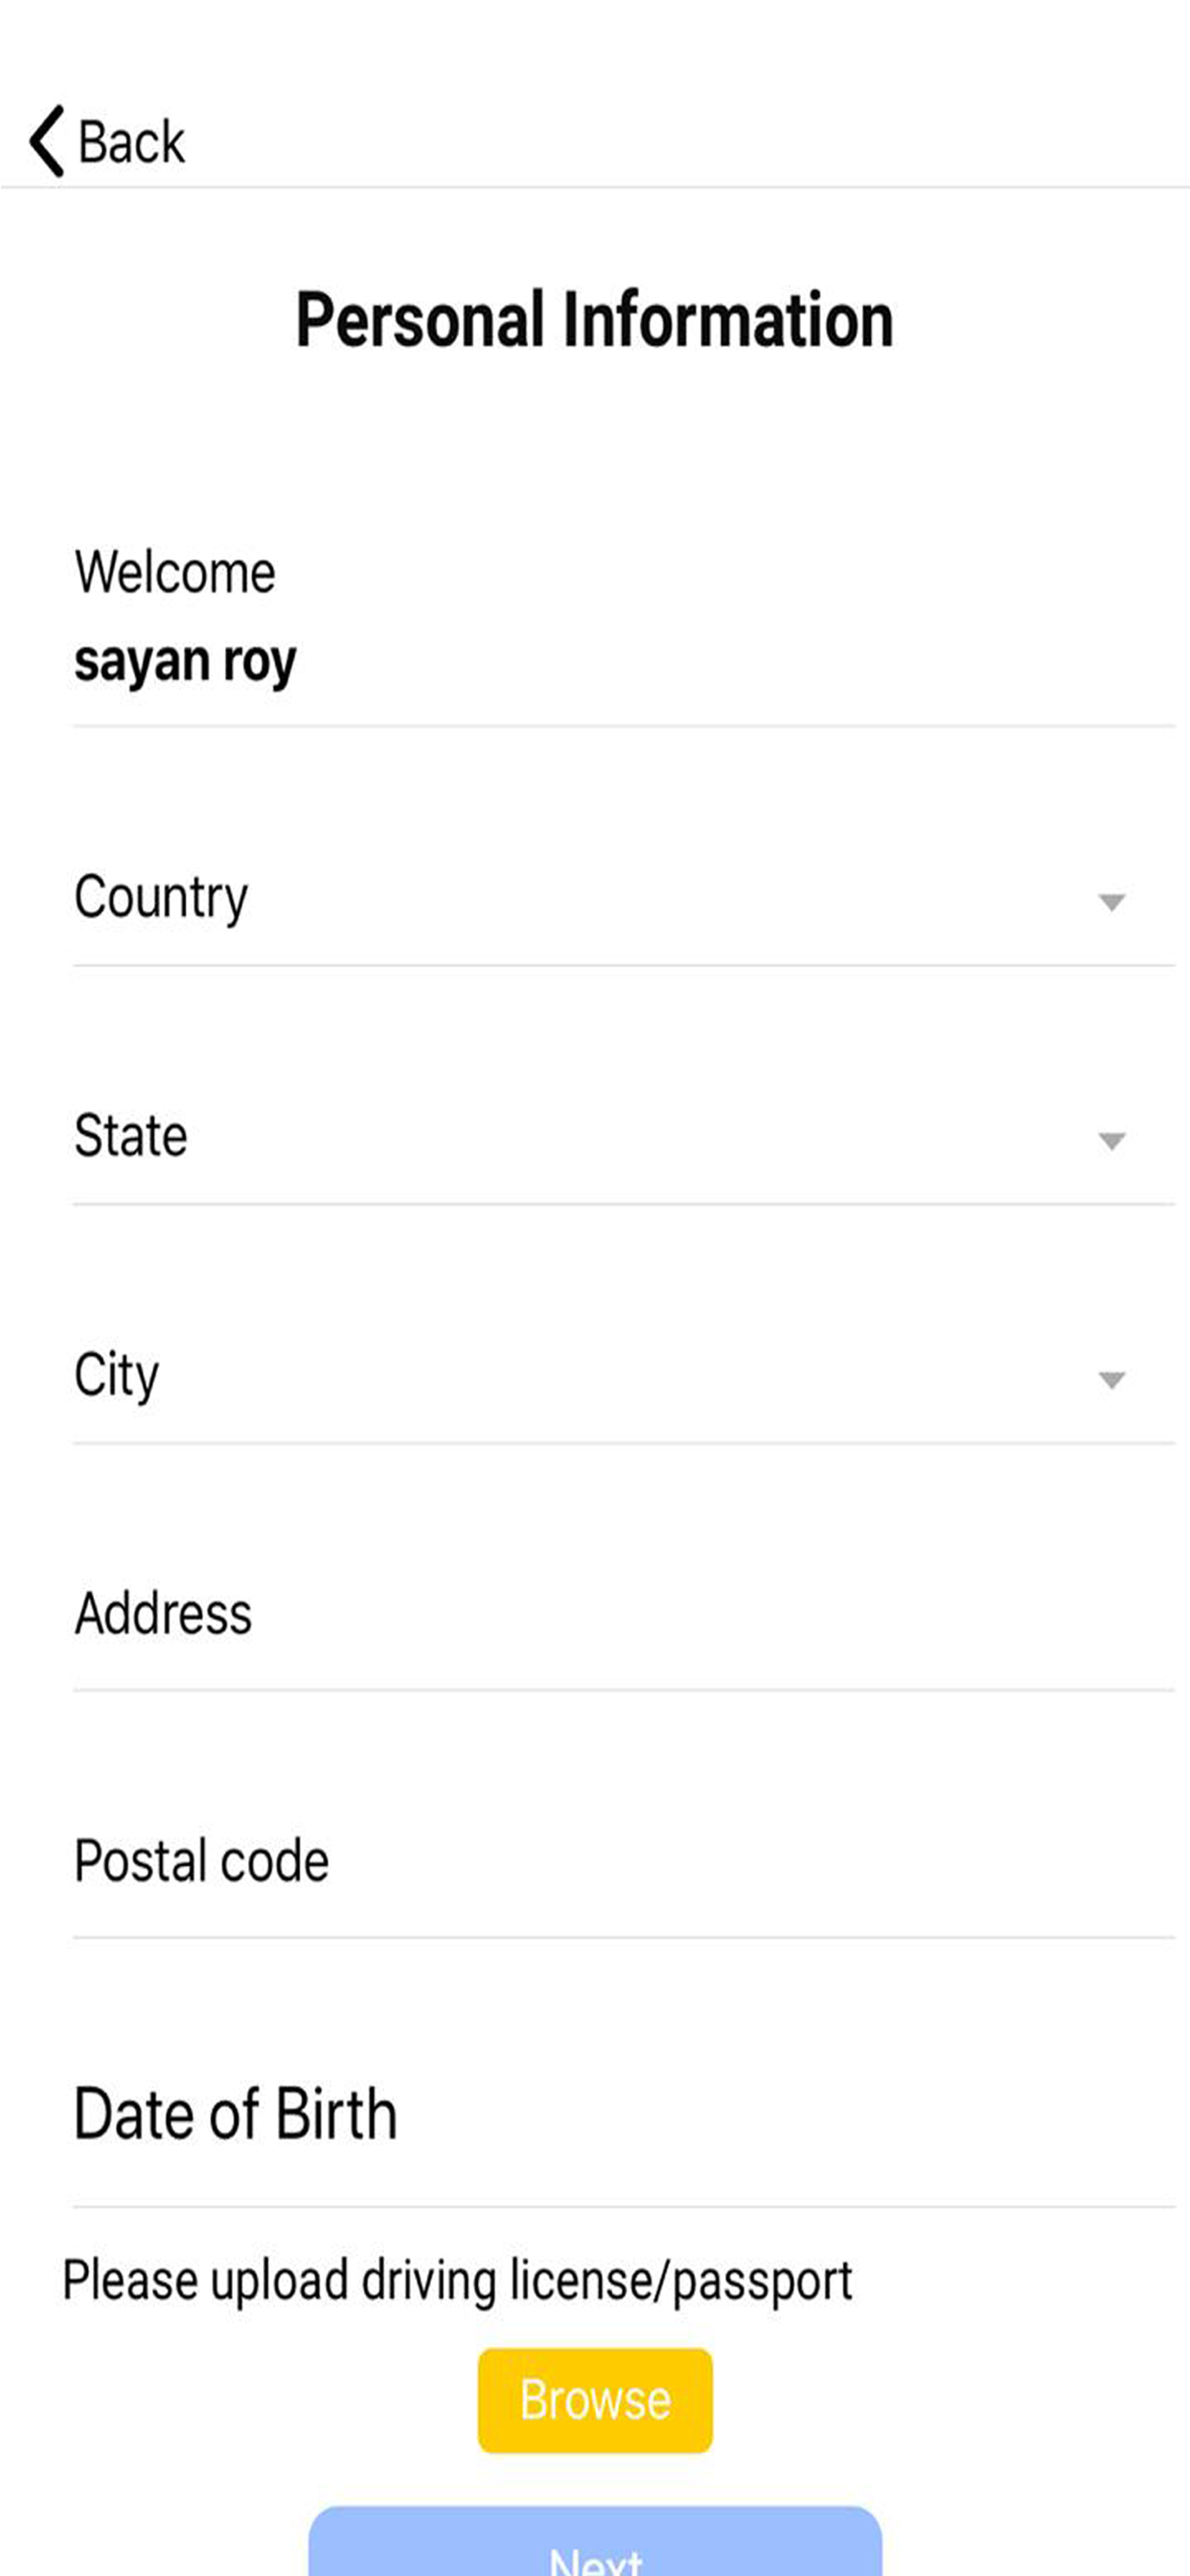 Back
Personal Information
Welcome
sayan roy
Country
State
City
Address
Postal code
Date of Birth
Please upload driving license/passport
Browse
Next